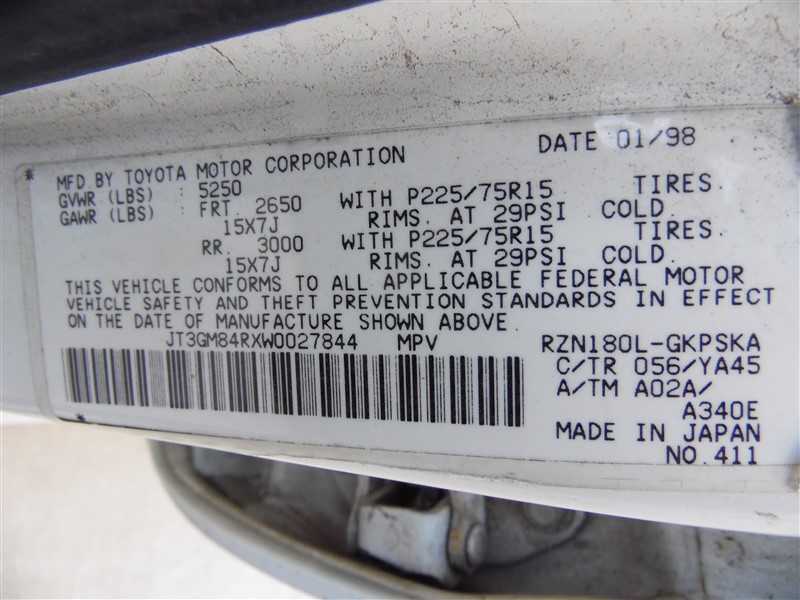 DATE 01/98
* MFD. BY TOYOTA MOTOR CORPORATION
GVWR (LBS) : 5250
GAWR (LBS) : FRT. 2650 WITH P225/75R15 TIRES.
15X7J RIMS. AT 29PSI COLD.
RR. 3000 WITH P225/75R15 TIRES.
15X7J RIMS. AT 29PSI COLD.
THIS VEHICLE CONFORMS TO ALL APPLICABLE FEDERAL MOTOR
VEHICLE SAFETY AND THEFT PREVENTION STANDARDS IN EFFECT
ON THE DATE OF MANUFACTURE SHOWN ABOVE.
JT3GM84RXW0027844 MPV RZN180L-GKPSKA
C/TR 056/YA45
A/TM A02A/
A340E
* MADE IN JAPAN
NO. 411